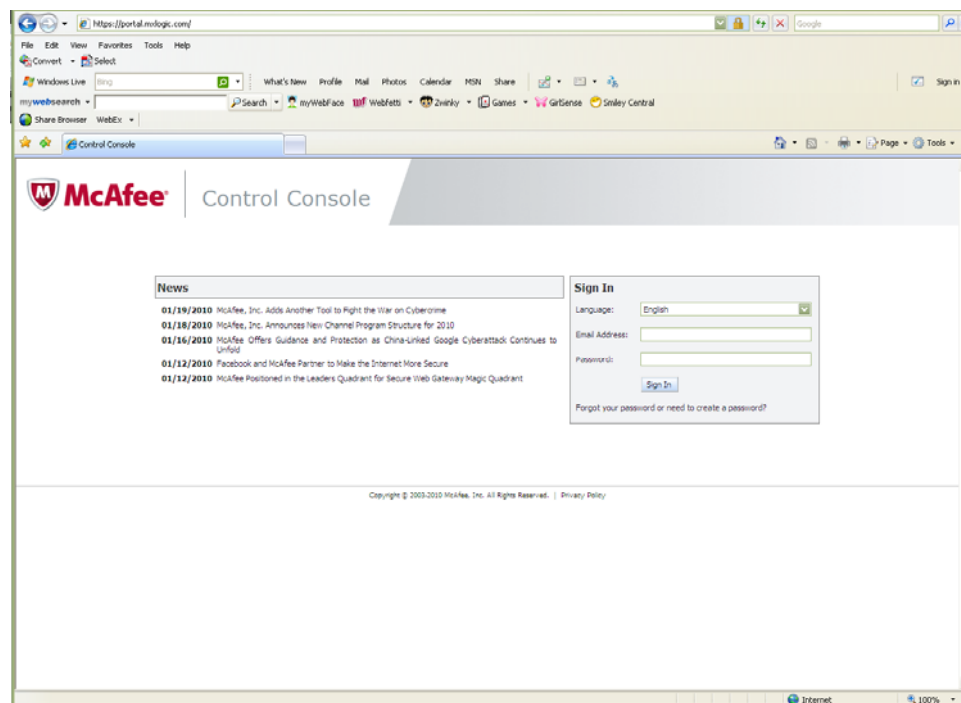 https://portal.mxlogic.com/
Google
File Edit View Favorites Tools Help
Convert Select
Windows Live Bing What's New Profile Mail Photos Calendar MSN Share Sign in
mywebsearch Search myWebFace Webfetti Zwinky Games GirlSense Smiley Central
Share Browser WebEx
Control Console Page Tools
McAfee Control Console
News
01/19/2010 McAfee, Inc. Adds Another Tool to Fight the War on Cybercrime
01/18/2010 McAfee, Inc. Announces New Channel Program Structure for 2010
01/16/2010 McAfee Offers Guidance and Protection as China-Linked Google Cyberattack Continues to
Unfold
01/12/2010 Facebook and McAfee Partner to Make the Internet More Secure
01/12/2010 McAfee Positioned in the Leaders Quadrant for Secure Web Gateway Magic Quadrant
Sign In
Language: English
Email Address:
Password:
Sign In
Forgot your password or need to create a password?
Copyright © 2003-2010 McAfee, Inc. All Rights Reserved. | Privacy Policy
Internet 100%